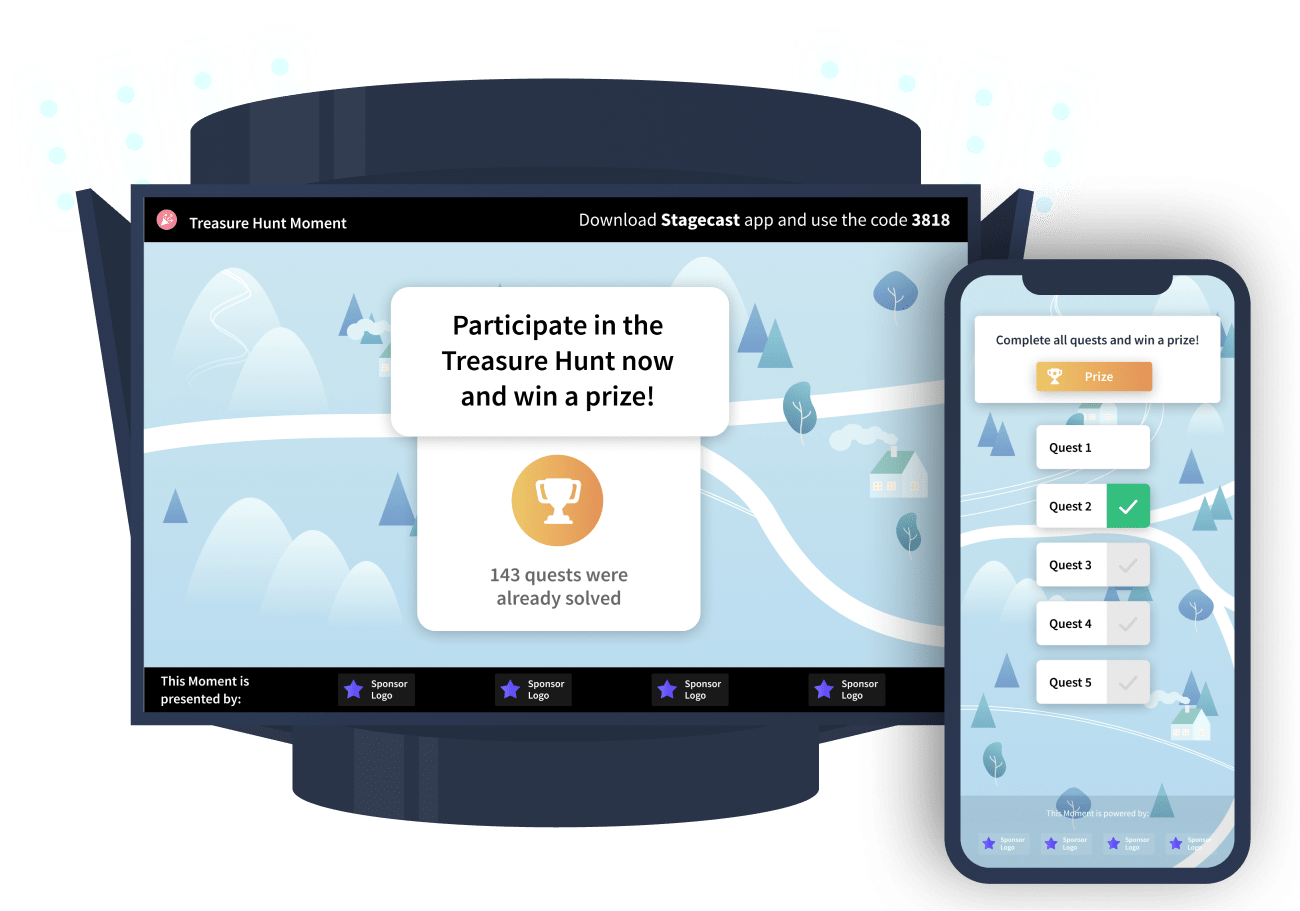 Treasure Hunt Moment
Download Stagecast app and use the code 3818
Participate in the
Treasure Hunt now
and win a prize!
143 quests were
already solved
This Moment is
presented by:
Sponsor
Logo
Sponsor
Logo
Sponsor
Logo
Sponsor
Logo
Complete all quests and win a prize!
Prize
Quest 1
Quest 2
Quest 3
Quest 4
Quest 5
This Moment is powered by:
Sponsor
Logo
Sponsor
Logo
Sponsor
Logo
Sponsor
Logo